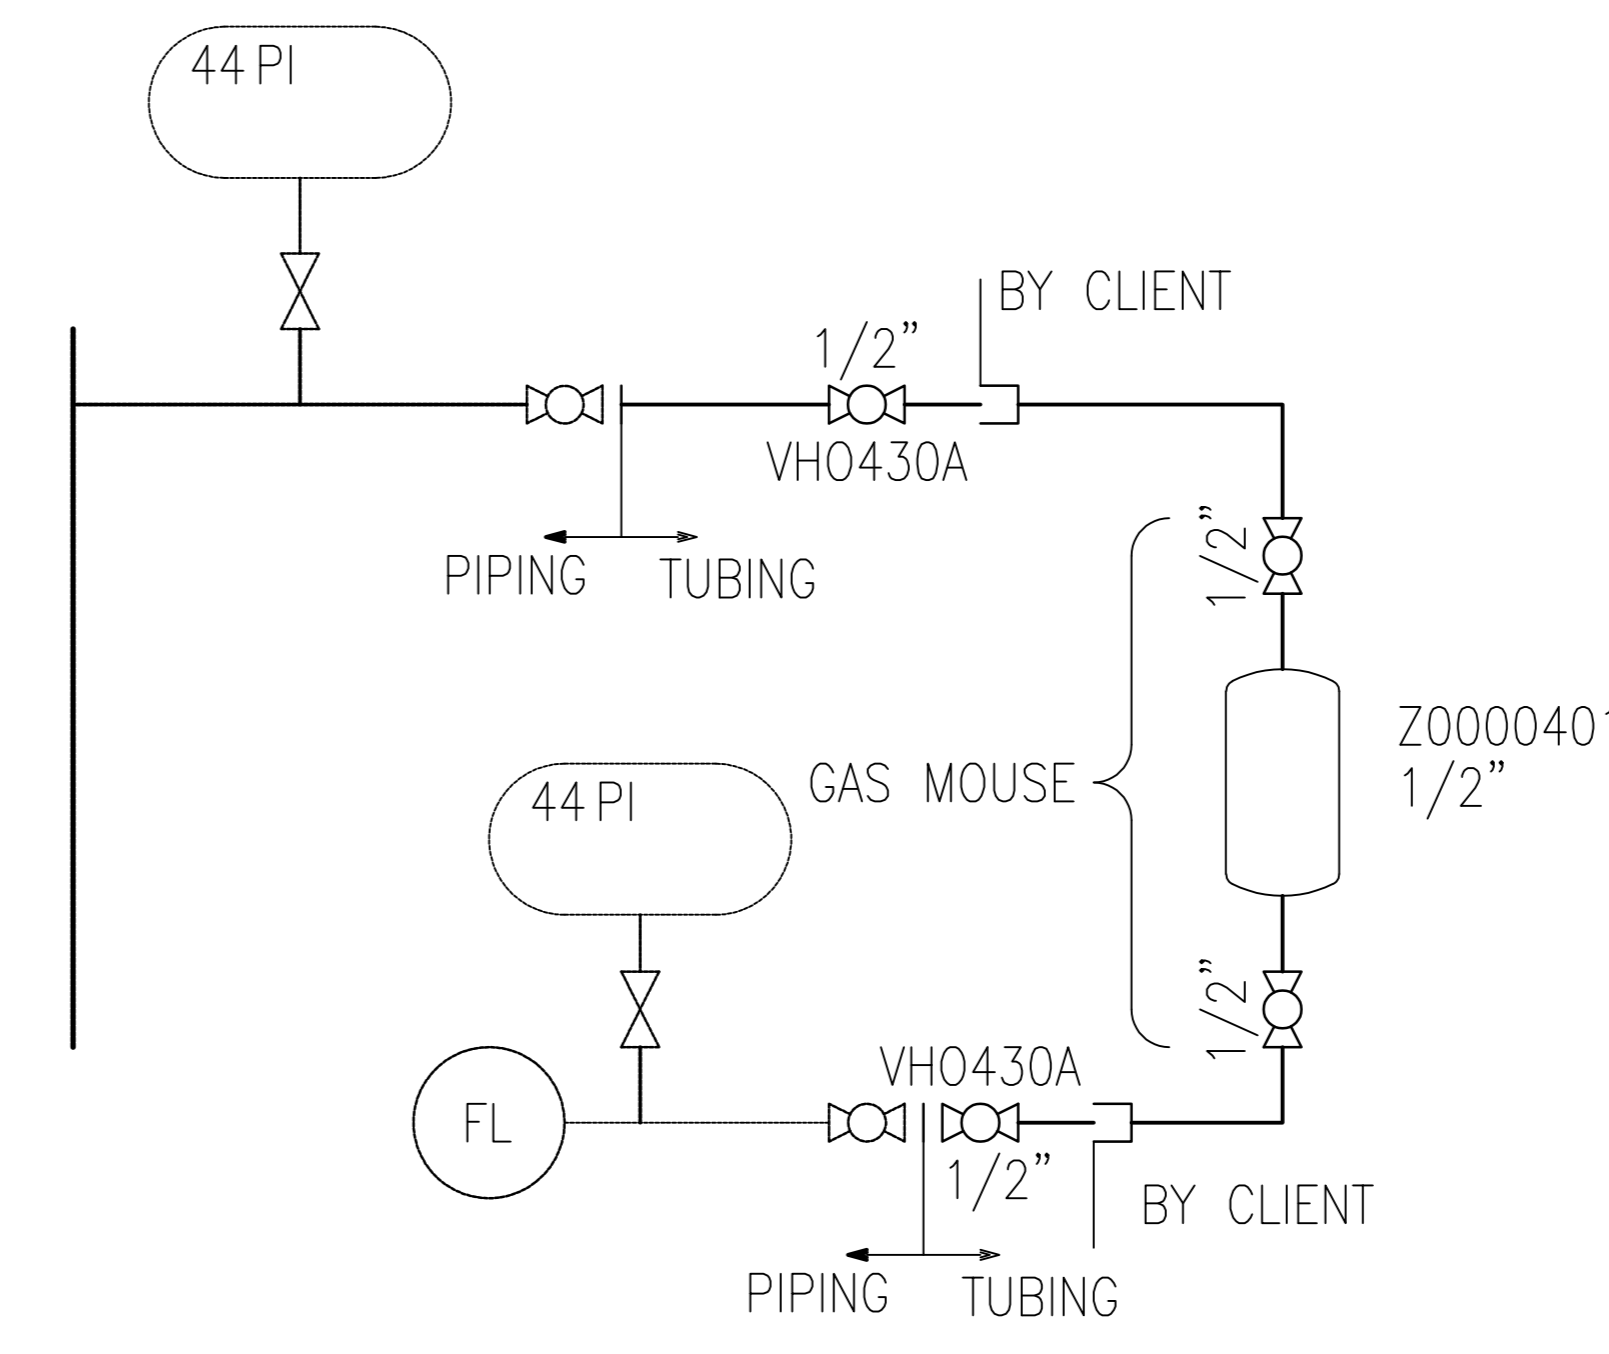 44 PI
BY CLIENT
1/2”
VH0430A
PIPING
TUBING
1/2”
Z0000401
1/2”
GAS MOUSE
44 PI
1/2”
VH0430A
FL
1/2”
BY CLIENT
PIPING
TUBING